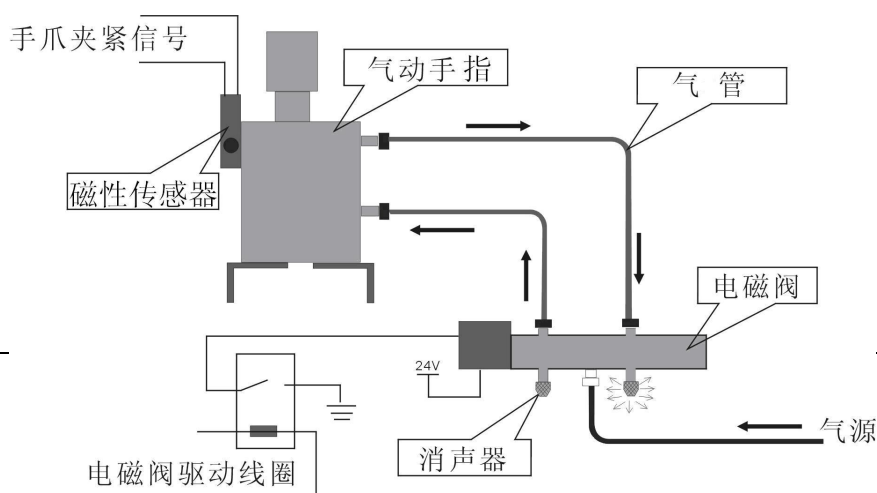 手爪夹紧信号
气动手指
气管
磁性传感器
电磁阀
24V
气源
消声器
电磁阀驱动线圈